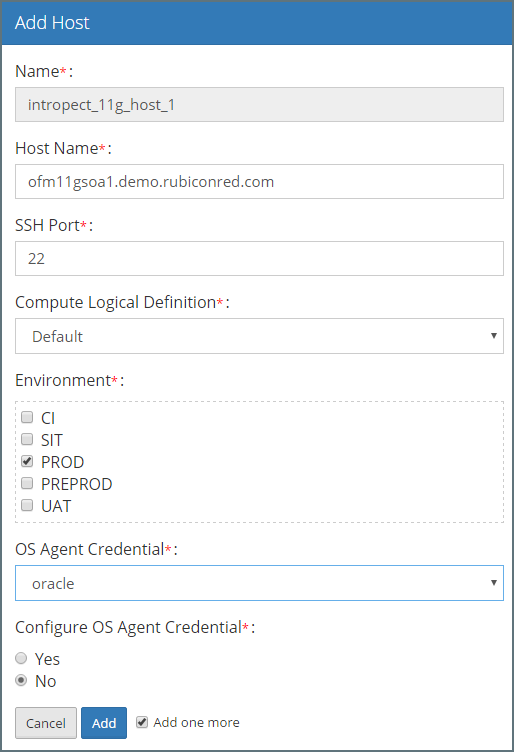 Add Host
Name*:
intropect_11g_host_1
Host Name*:
ofm11gsoa1.demo.rubiconred.com
SSH Port*:
22
Compute Logical Definition*:
Default
Environment*:
CI
SIT
PROD
PREPROD
UAT
OS Agent Credential*:
oracle
Configure OS Agent Credential*:
Yes
No
Cancel Add Add one more